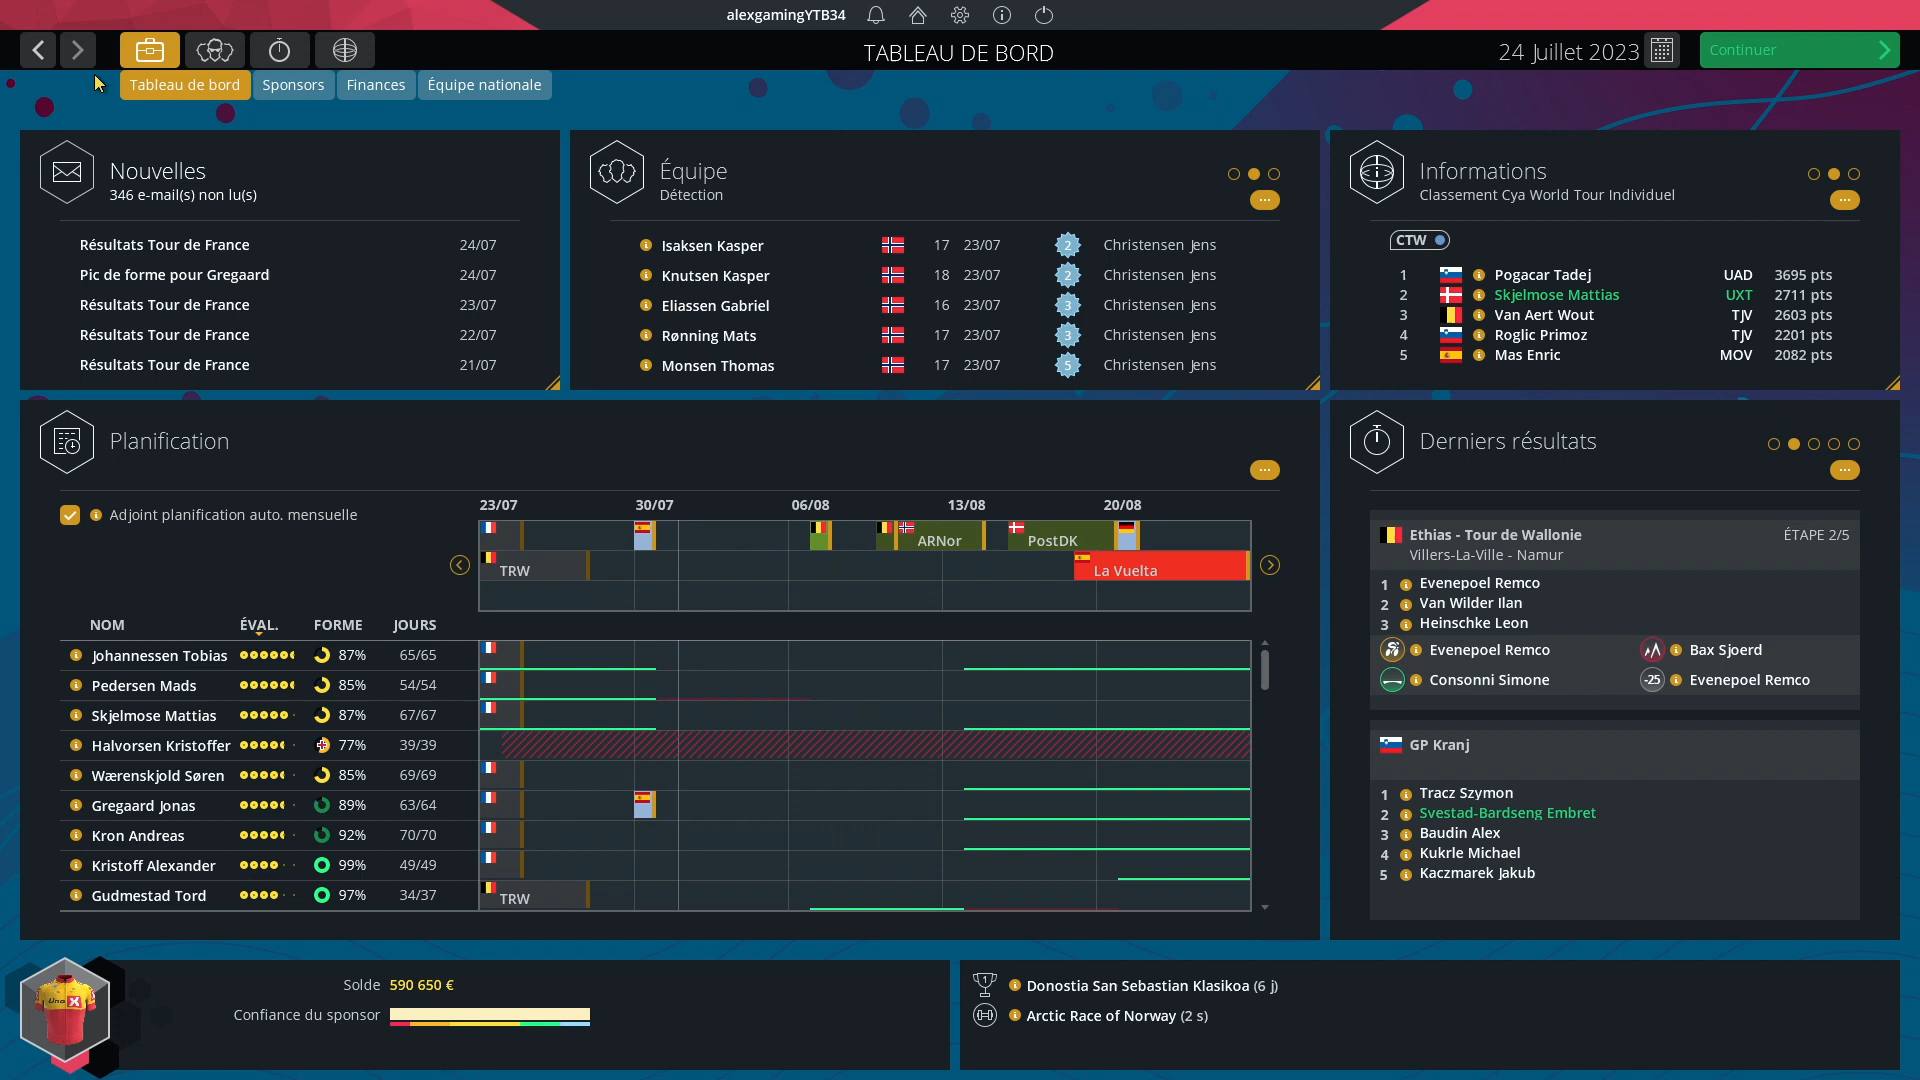 alexgamingYTB34
TABLEAU DE BORD
24 Juillet 2023
Continuer
Tableau de bord
Sponsors
Finances
Équipe nationale
Nouvelles
346 e-mail(s) non lu(s)
Résultats Tour de France 24/07
Pic de forme pour Gregaard 24/07
Résultats Tour de France 23/07
Résultats Tour de France 22/07
Résultats Tour de France 21/07
Équipe
Détection
Isaksen Kasper 17 23/07 2 Christensen Jens
Knutsen Kasper 18 23/07 2 Christensen Jens
Eliassen Gabriel 16 23/07 3 Christensen Jens
Rønning Mats 17 23/07 3 Christensen Jens
Monsen Thomas 17 23/07 5 Christensen Jens
Informations
Classement Cya World Tour Individuel
CTW
1 Pogacar Tadej UAD 3695 pts
2 Skjelmose Mattias UXT 2711 pts
3 Van Aert Wout TJV 2603 pts
4 Roglic Primoz TJV 2201 pts
5 Mas Enric MOV 2082 pts
Planification
Adjoint planification auto. mensuelle
23/07 30/07 06/08 13/08 20/08
ARNor PostDK
TRW La Vuelta
NOM ÉVAL. FORME JOURS
Johannessen Tobias 87% 65/65
Pedersen Mads 85% 54/54
Skjelmose Mattias 87% 67/67
Halvorsen Kristoffer 77% 39/39
Wærenskjold Søren 85% 69/69
Gregaard Jonas 89% 63/64
Kron Andreas 92% 70/70
Kristoff Alexander 99% 49/49
Gudmestad Tord 97% 34/37 TRW
Derniers résultats
Ethias - Tour de Wallonie ÉTAPE 2/5
Villers-La-Ville - Namur
1 Evenepoel Remco
2 Van Wilder Ilan
3 Heinschke Leon
Evenepoel Remco Bax Sjoerd
Consonni Simone -25 Evenepoel Remco
GP Kranj
1 Tracz Szymon
2 Svestad-Bardseng Embret
3 Baudin Alex
4 Kukrle Michael
5 Kaczmarek Jakub
Uno X
Solde 590 650 €
Confiance du sponsor
1 Donostia San Sebastian Klasikoa (6 j)
Arctic Race of Norway (2 s)